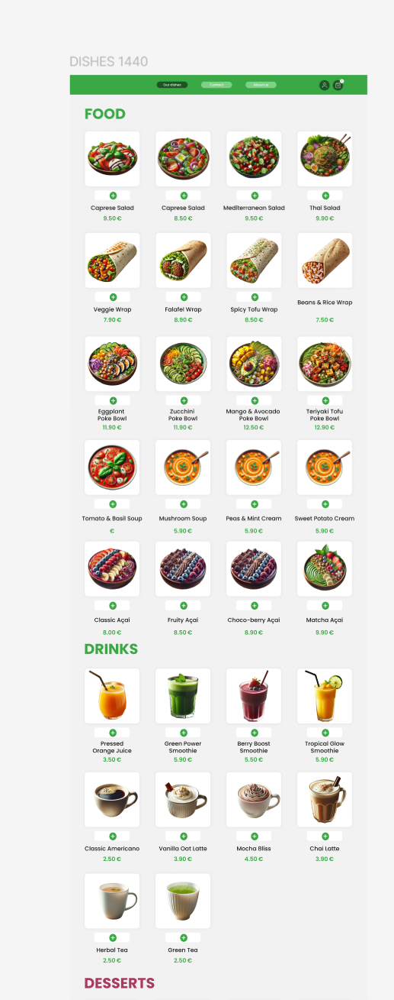 DISHES 1440
Our dishes Contact About us
FOOD
Caprese Salad Caprese Salad Mediterranean Salad Thai Salad
9.50 € 8.50 € 9.50 € 9.90 €
Veggie Wrap Falafel Wrap Spicy Tofu Wrap Beans & Rice Wrap
7.90 € 8.90 € 8.50 € 7.50 €
Eggplant Zucchini Mango & Avocado Teriyaki Tofu
Poke Bowl Poke Bowl Poke Bowl Poke Bowl
11.90 € 11.90 € 12.50 € 12.90 €
Tomato & Basil Soup Mushroom Soup Peas & Mint Cream Sweet Potato Cream
€ 5.90 € 5.90 € 5.90 €
Classic Açaí Fruity Açaí Choco-berry Açaí Matcha Açaí
8.00 € 8.50 € 8.90 € 9.90 €
DRINKS
Pressed Green Power Berry Boost Tropical Glow
Orange Juice Smoothie Smoothie Smoothie
3.50 € 5.90 € 5.50 € 5.90 €
Classic Americano Vanilla Oat Latte Mocha Bliss Chai Latte
2.50 € 3.90 € 4.50 € 3.90 €
Herbal Tea Green Tea
2.50 € 2.50 €
DESSERTS